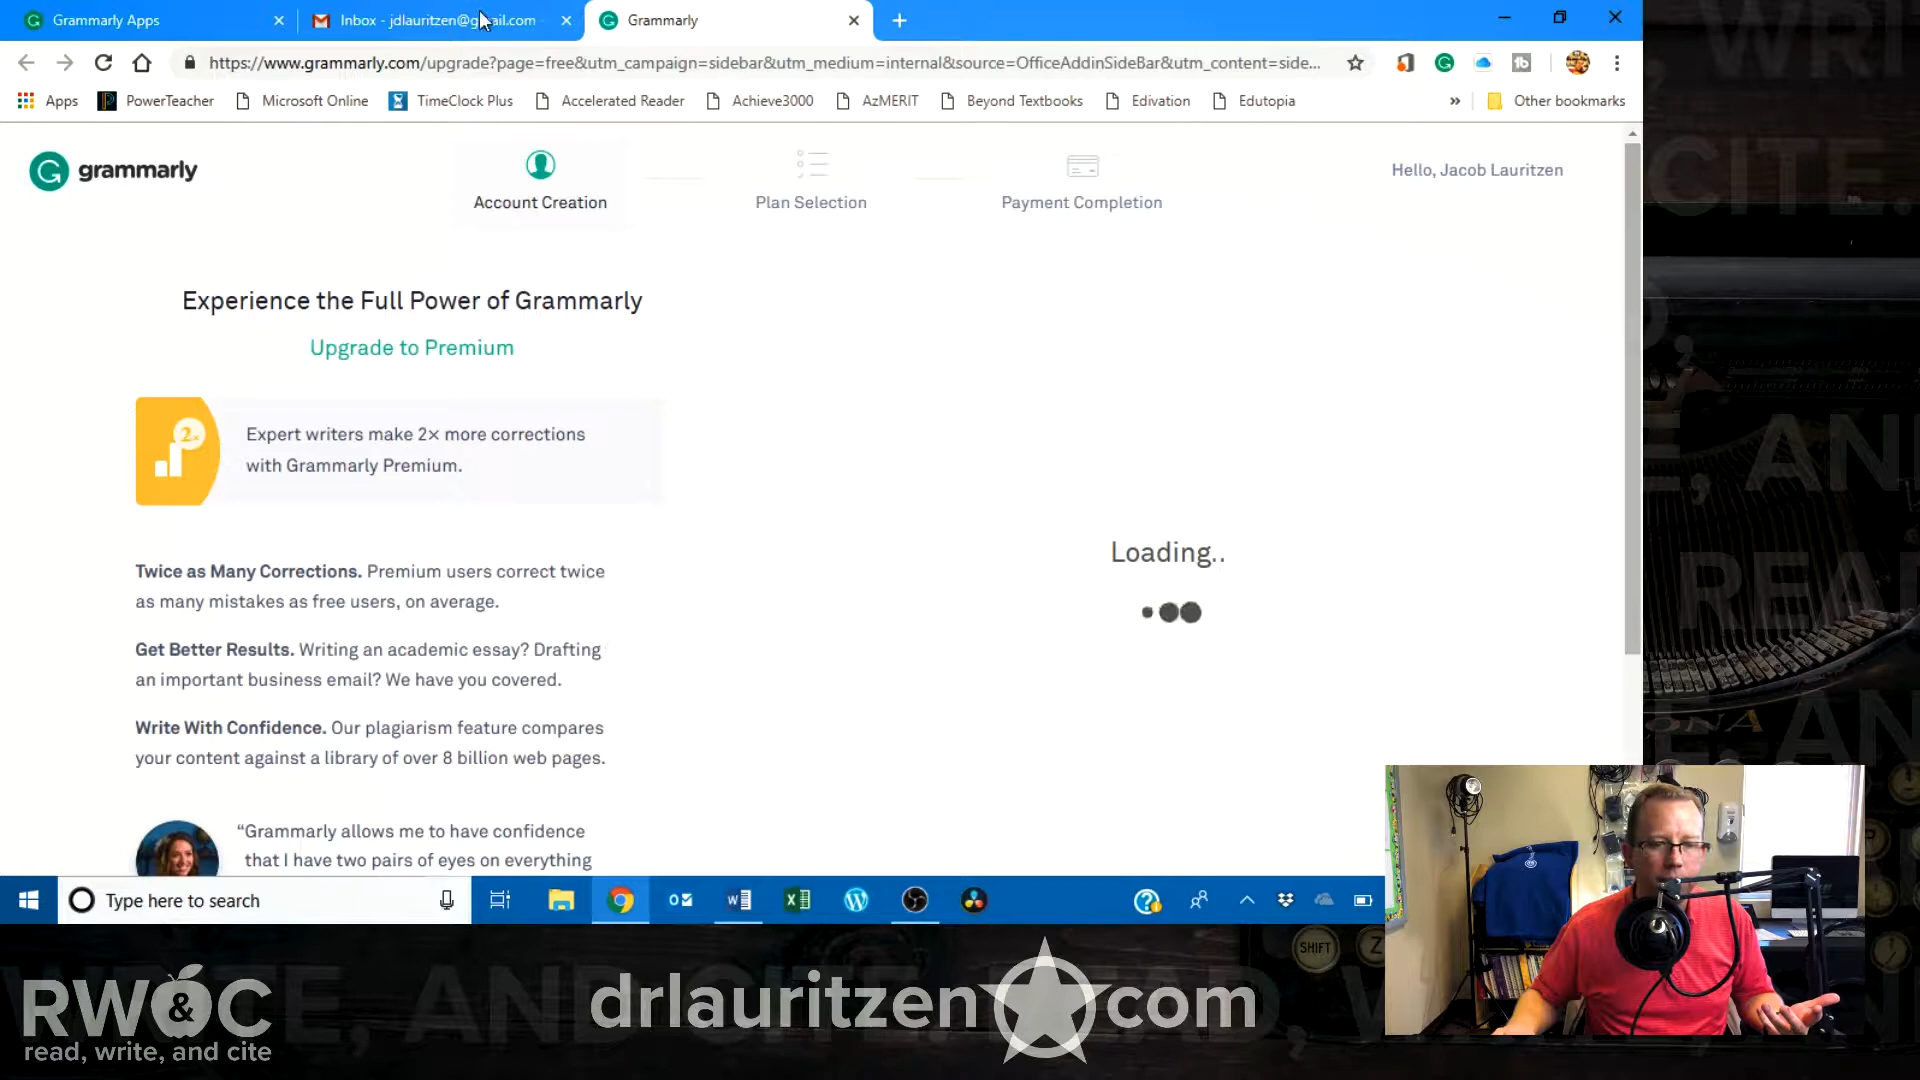 Grammarly Apps
Inbox - jdlauritzen@gmail.com
Grammarly
https://www.grammarly.com/upgrade?page=free&utm_campaign=sidebar&utm_medium=internal&source=OfficeAddinSideBar&utm_content=side...
Apps
PowerTeacher
Microsoft Online
TimeClock Plus
Accelerated Reader
Achieve3000
AzMERIT
Beyond Textbooks
Edivation
Edutopia
»
Other bookmarks
grammarly
Account Creation
Plan Selection
Payment Completion
Hello, Jacob Lauritzen
Experience the Full Power of Grammarly
Upgrade to Premium
2x
Expert writers make 2× more corrections
with Grammarly Premium.
Loading..
Twice as Many Corrections. Premium users correct twice
as many mistakes as free users, on average.
Get Better Results. Writing an academic essay? Drafting
an important business email? We have you covered.
Write With Confidence. Our plagiarism feature compares
your content against a library of over 8 billion web pages.
“Grammarly allows me to have confidence
that I have two pairs of eyes on everything
Type here to search
RW&C
read, write, and cite
drlauritzen com
SHIFT
Z